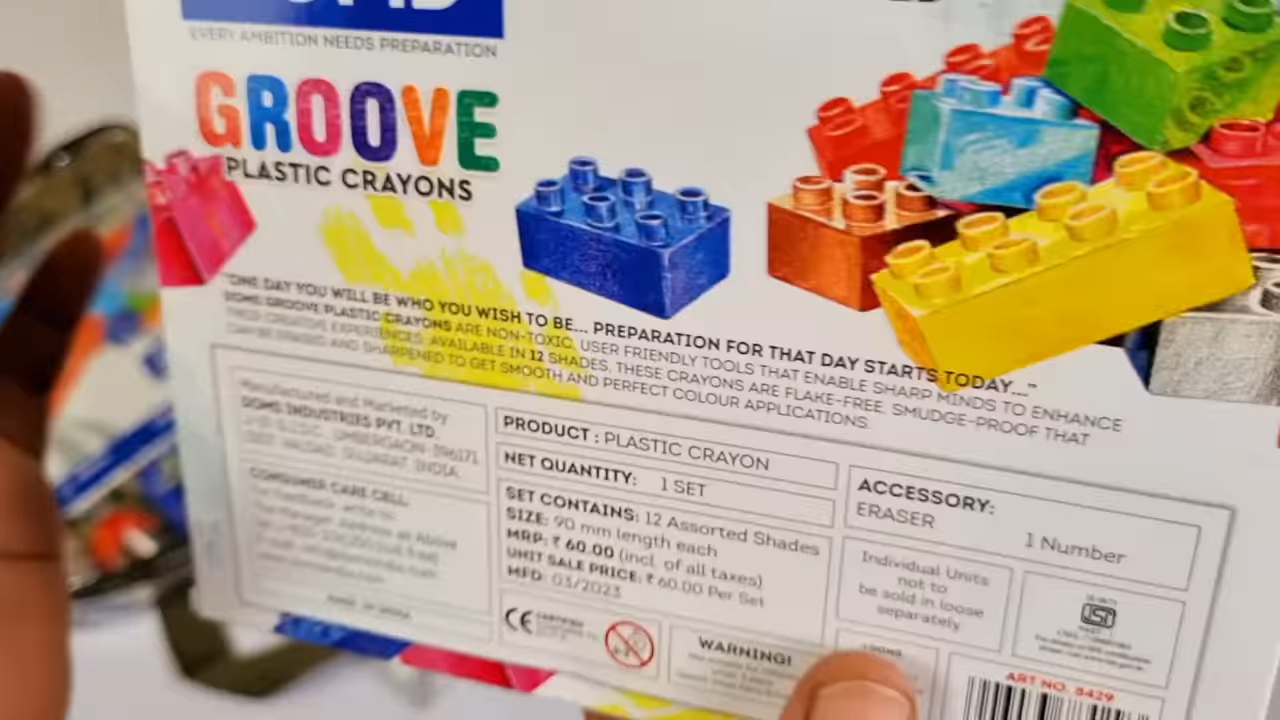 EVERY AMBITION NEEDS PREPARATION
GROOVE
PLASTIC CRAYONS
"ONE DAY YOU WILL BE WHO YOU WISH TO BE... PREPARATION FOR THAT DAY STARTS TODAY...."
DOMS GROOVE PLASTIC CRAYONS ARE NON-TOXIC, USER FRIENDLY TOOLS THAT ENABLE SHARP MINDS TO ENHANCE
THEIR CREATIVE EXPERIENCES. AVAILABLE IN 12 SHADES, THESE CRAYONS ARE FLAKE-FREE, SMUDGE-PROOF THAT
CAN BE ERASED AND SHARPENED TO GET SMOOTH AND PERFECT COLOUR APPLICATIONS.
Manufactured and Marketed by
DOMS INDUSTRIES PVT. LTD.
UMBERGAON-396171
GUJARAT, INDIA.
CONSUMER CARE CELL:
PRODUCT : PLASTIC CRAYON
NET QUANTITY: 1 SET
SET CONTAINS: 12 Assorted Shades
SIZE: 90 mm length each
MRP: ₹ 60.00 (incl. of all taxes)
UNIT SALE PRICE: ₹ 60.00 Per Set
MFD: 03/2023
ACCESSORY:
ERASER 1 Number
Individual Units
not to
be sold in loose
separately
ISI
CE
WARNING!
ART NO. 8429